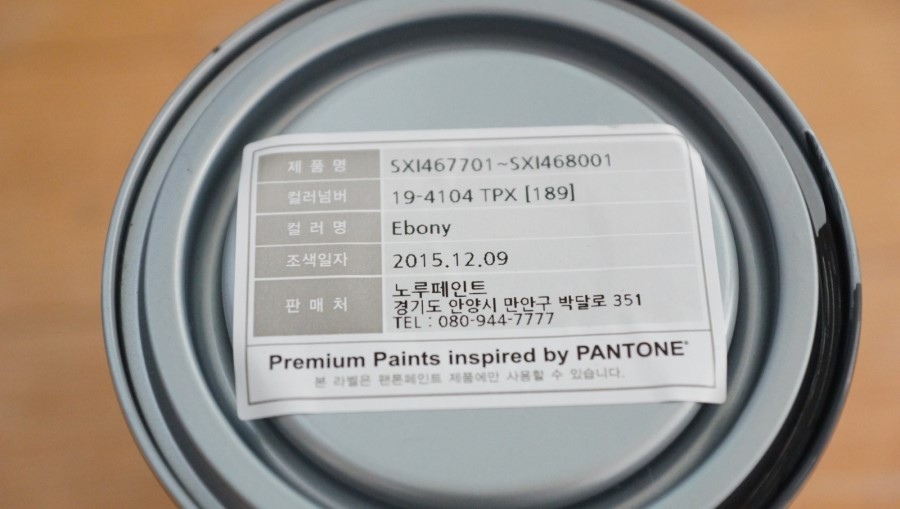 제 품 명 SXI467701~SXI468001
컬러넘버 19-4104 TPX [189]
컬 러 명 Ebony
조색일자 2015.12.09
판 매 처 노루페인트
경기도 안양시 만안구 박달로 351
TEL : 080-944-7777
Premium Paints inspired by PANTONE®
본 라벨은 팬톤페인트 제품에만 사용할 수 있습니다.